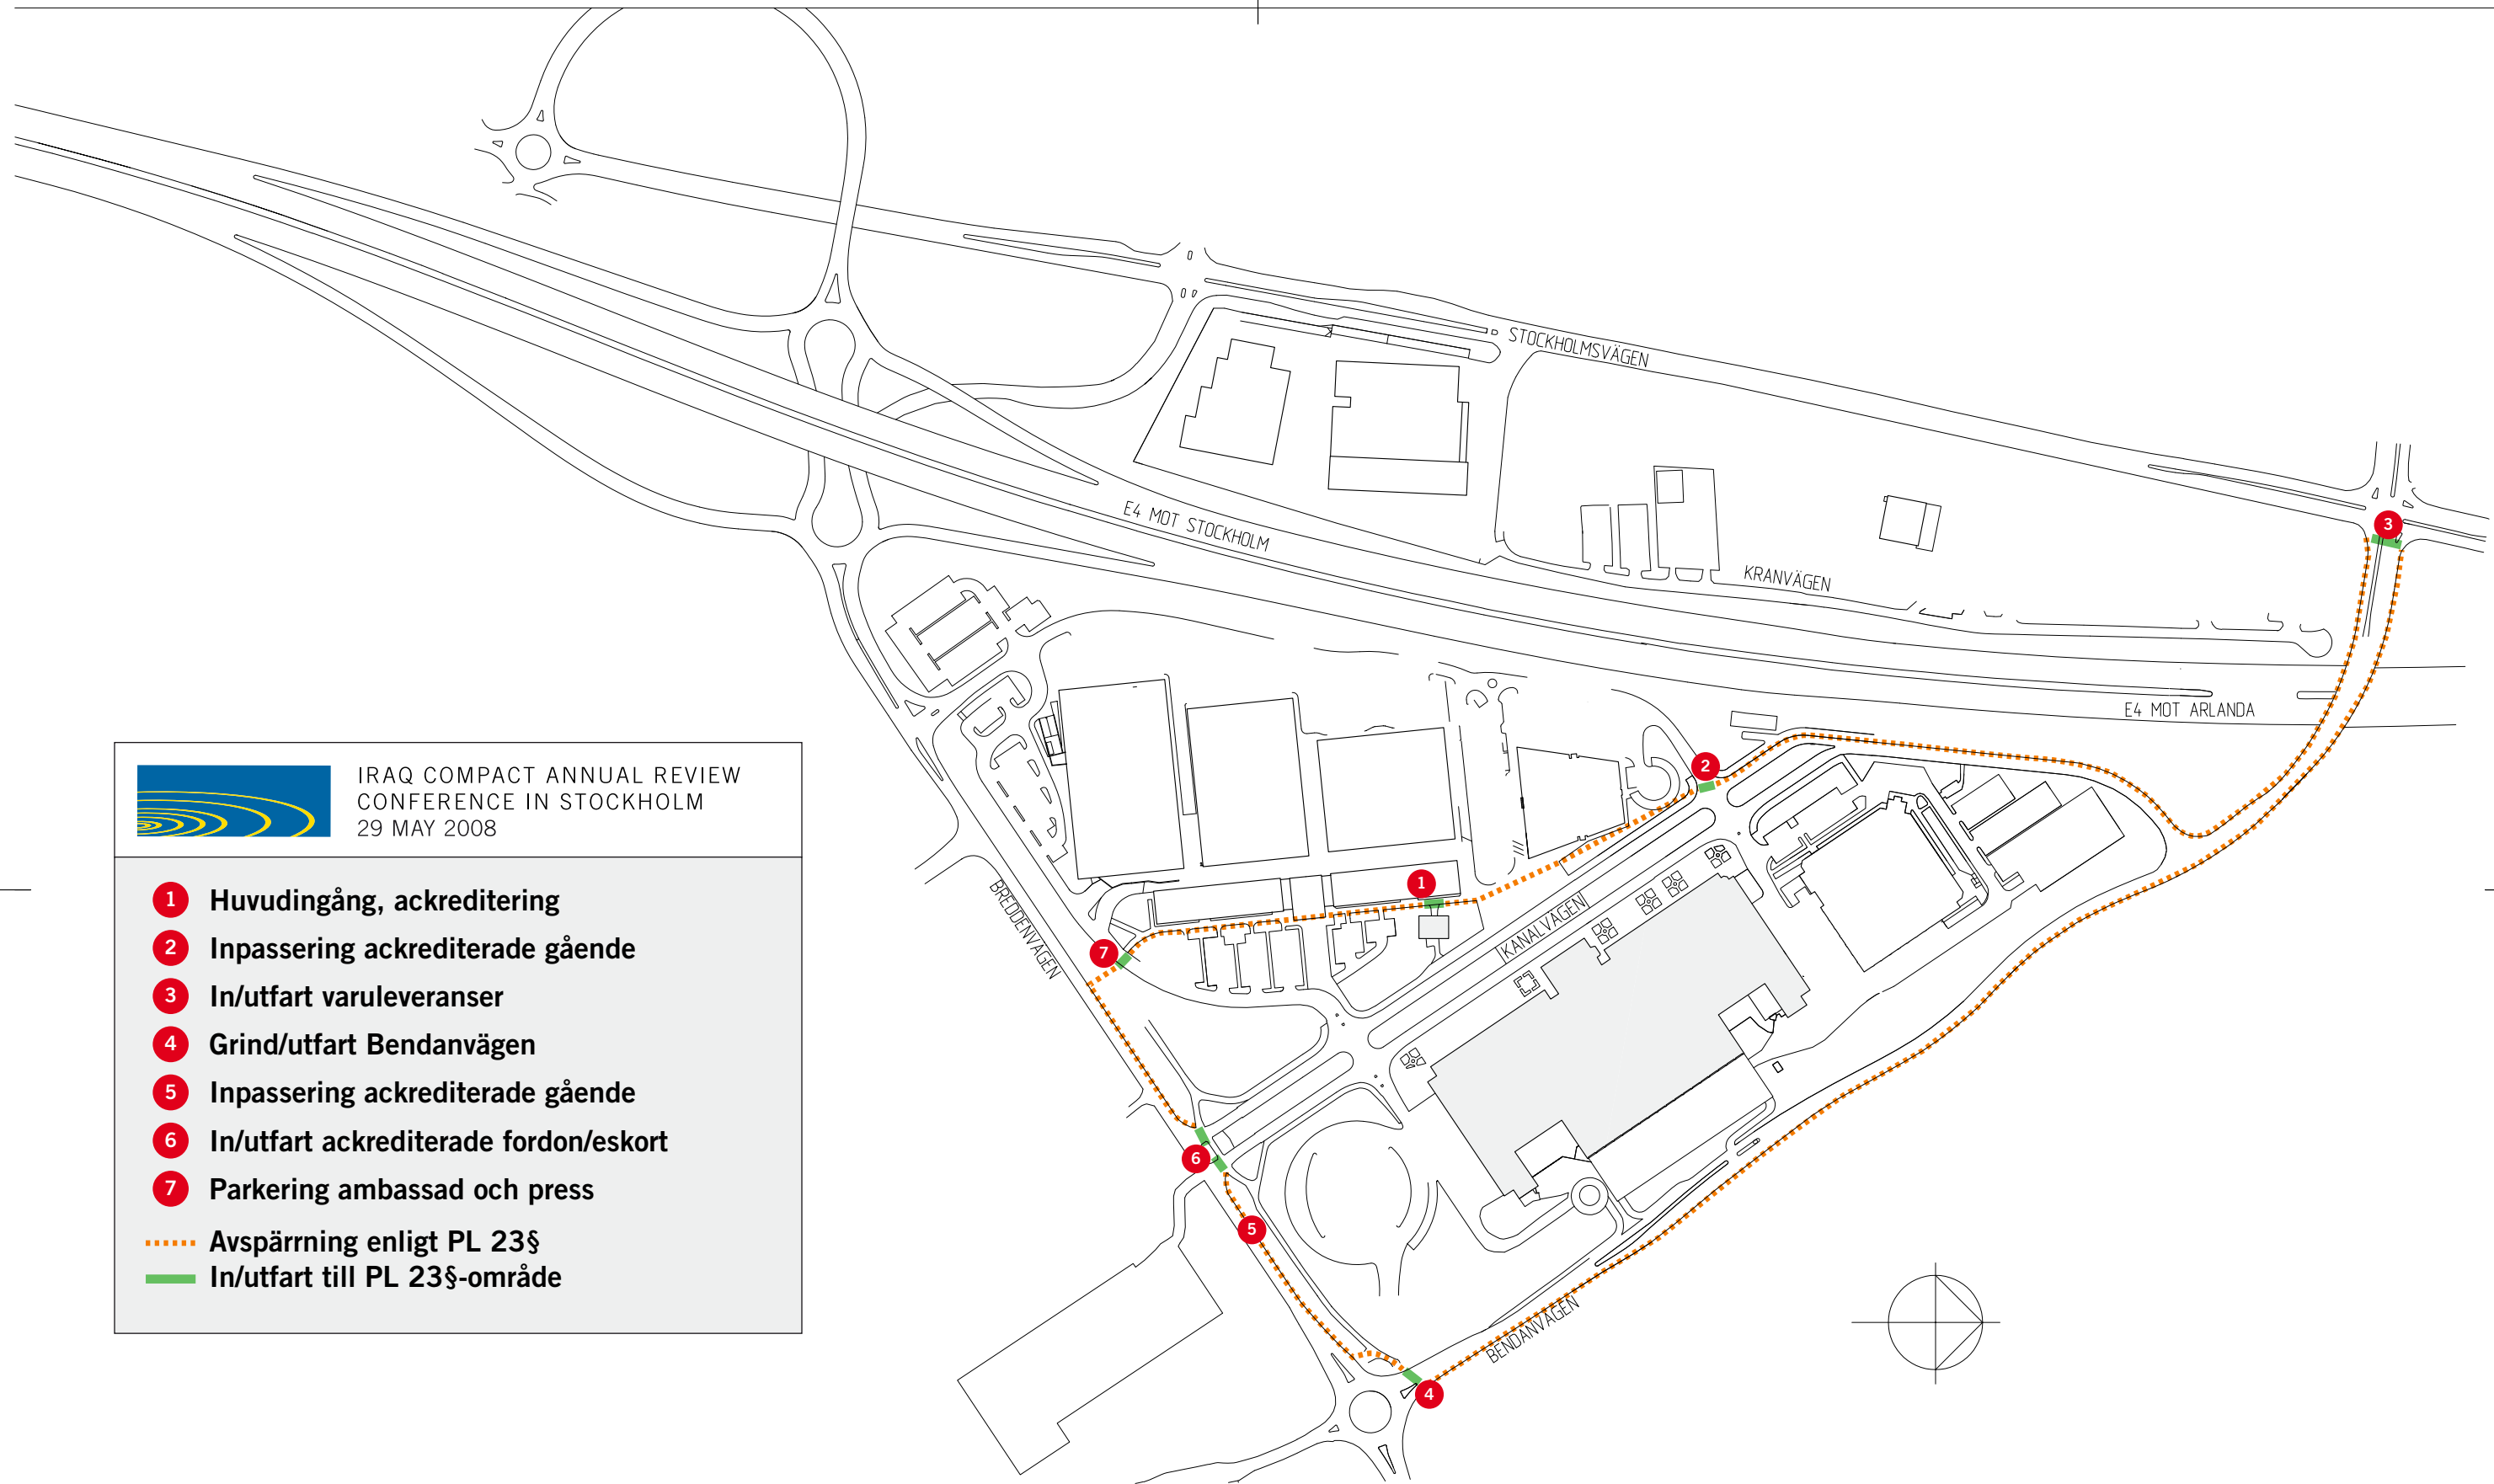 STOCKHOLMSVÄGEN
3
E4 MOT STOCKHOLM
KRANVÄGEN
E4 MOT ARLANDA
2
1
BREDDENVÄGEN
KANALVÄGEN
7
6
5
BENDANVÄGEN
4
IRAQ COMPACT ANNUAL REVIEW
CONFERENCE IN STOCKHOLM
29 MAY 2008
1 Huvudingång, ackreditering
2 Inpassering ackrediterade gående
3 In/utfart varuleveranser
4 Grind/utfart Bendanvägen
5 Inpassering ackrediterade gående
6 In/utfart ackrediterade fordon/eskort
7 Parkering ambassad och press
Avspärrning enligt PL 23§
In/utfart till PL 23§-område